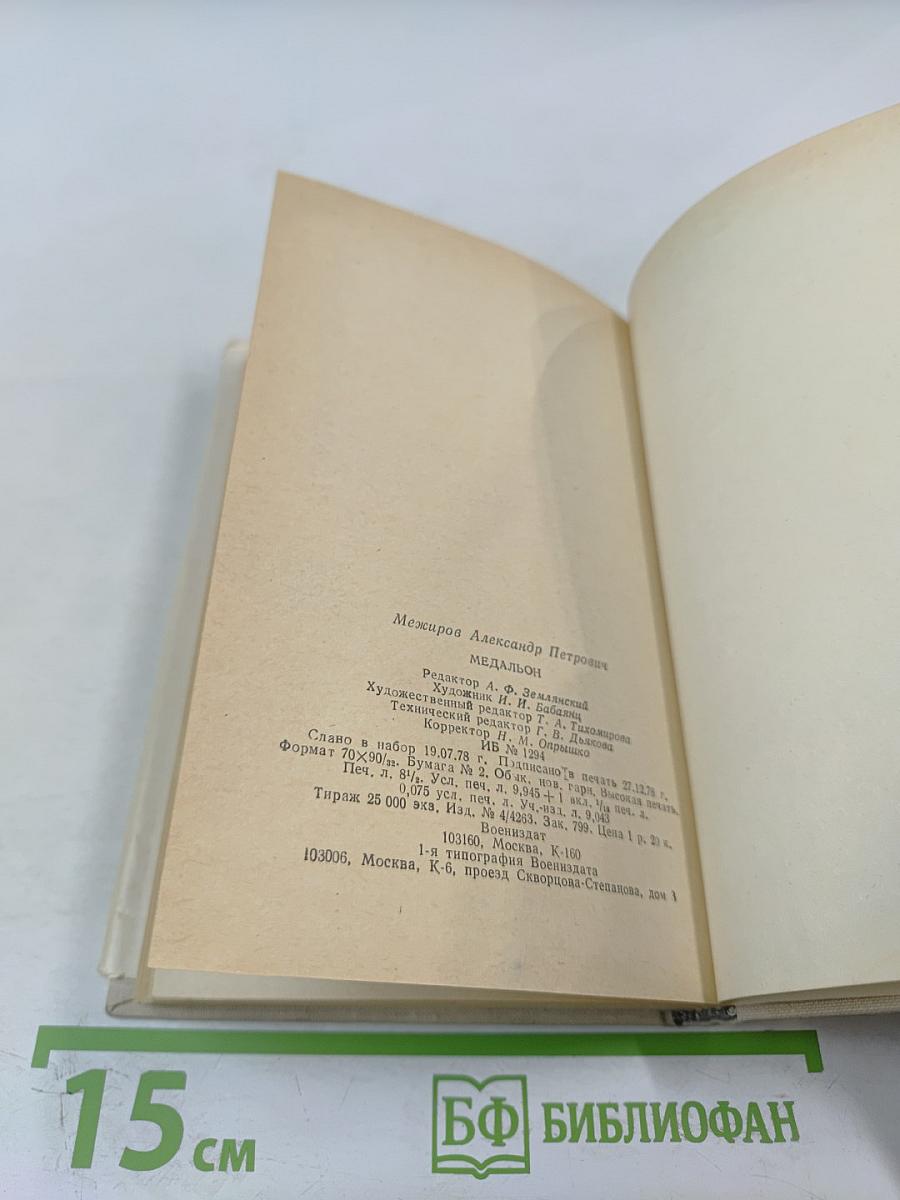 Межиров Александр Петрович
МЕДАЛЬОН
Редактор А. Ф. Землянский
Художник И. И. Бабаянц
Художественный редактор Т. А. Тихомирова
Технический редактор Г. В. Дьякова
Корректор Н. М. Опрышко
ИБ № 1294
Сдано в набор 19.07.78 г. Подписано в печать 27.12.78 г.
Формат 70×90/32. Бумага № 2. Обык. нов. гарн. Высокая печать.
Печ. л. 8½. Усл. печ. л. 9,945 + 1 вкл. 1/16 печ. л.
0,075 усл. печ. л. Уч.-изд. л. 9,043
Тираж 25 000 экз. Изд. № 4/4263. Зак. 799. Цена 1 р. 20 к.
Воениздат
103160, Москва, К-160
1-я типография Воениздата
103006, Москва, К-6, проезд Скворцова-Степанова, дом 3
15 см
БФ БИБЛИОФАН